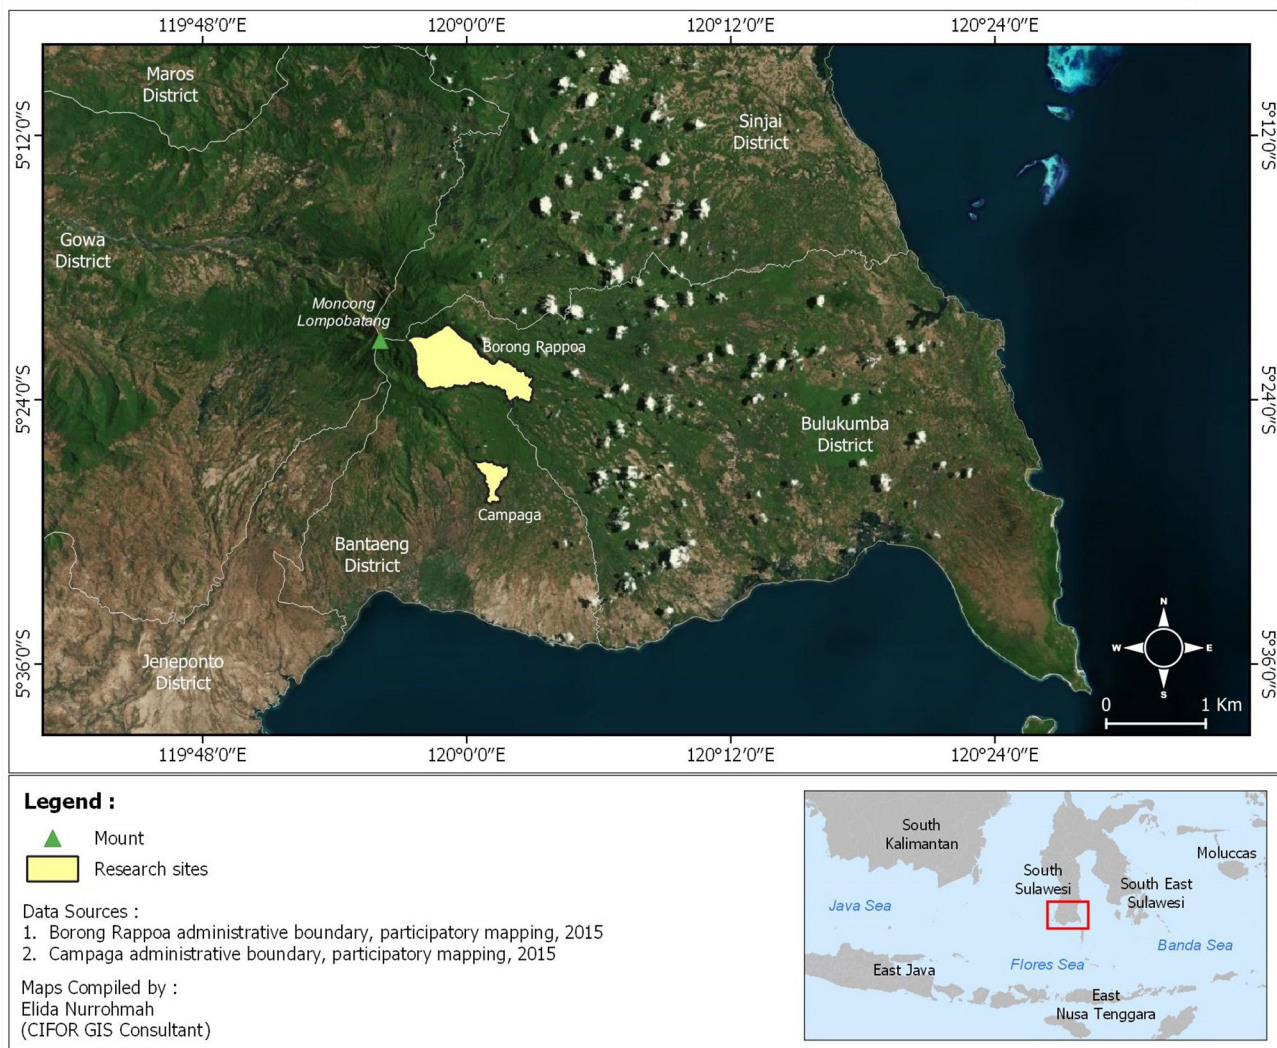 119°48′0″E
120°0′0″E
120°12′0″E
120°24′0″E
Maros
District
5°12′0″S
5°12′0″S
Sinjai
District
Gowa
District
Moncong
Lompobatang
Borong Rappoa
5°24′0″S
5°24′0″S
Bulukumba
District
Campaga
Bantaeng
District
5°36′0″S
5°36′0″S
Jeneponto
District
N
W
E
S
0
1 Km
119°48′0″E
120°0′0″E
120°12′0″E
120°24′0″E
Legend :
Mount
Research sites
Data Sources :
1. Borong Rappoa administrative boundary, participatory mapping, 2015
2. Campaga administrative boundary, participatory mapping, 2015
Maps Compiled by :
Elida Nurrohmah
(CIFOR GIS Consultant)
South
Kalimantan
Moluccas
South
Sulawesi
South East
Sulawesi
Java Sea
Banda Sea
Flores Sea
East Java
East
Nusa Tenggara